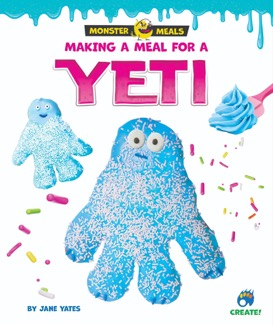 MONSTER MEALS
MAKING A MEAL FOR A
YETI
BY JANE YATES
CREATE!